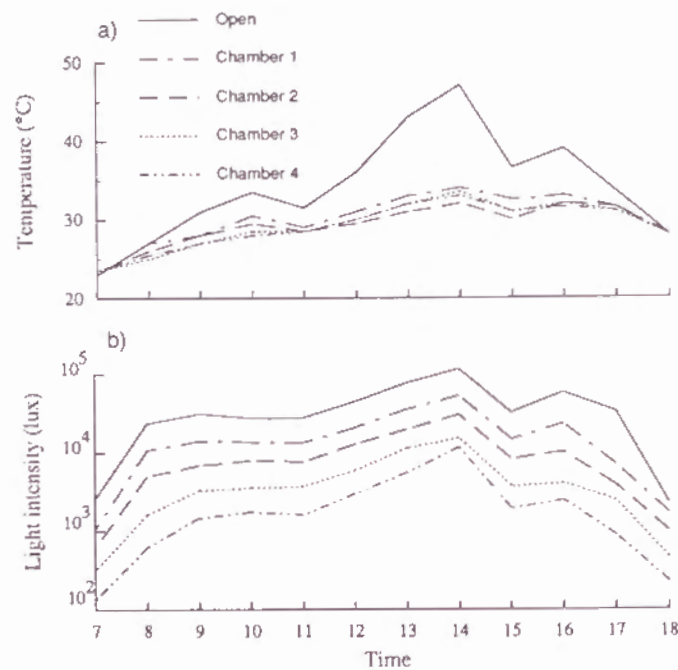 a)
Open
Chamber 1
Chamber 2
Chamber 3
Chamber 4
50
40
30
20
Temperature (°C)
b)
10^5
10^4
10^3
10^2
Light intensity (lux)
7 8 9 10 11 12 13 14 15 16 17 18
Time